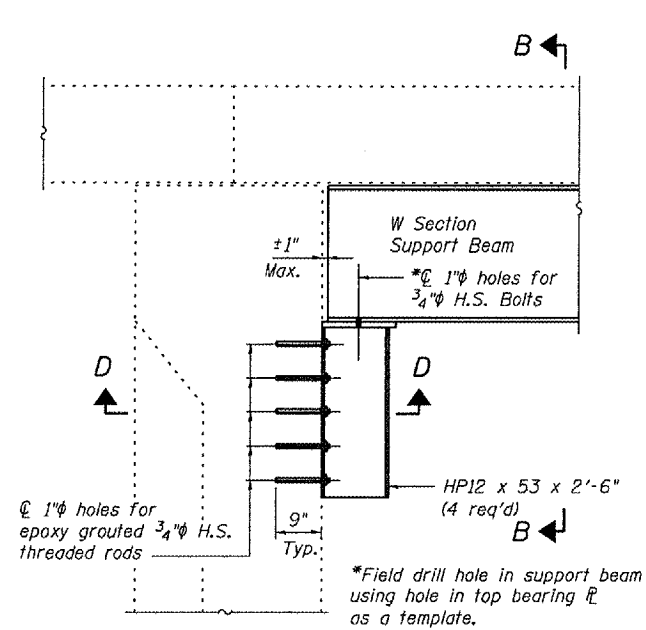 B
W Section
Support Beam
±1"
Max.
*℄ 1"ϕ holes for
3/4"ϕ H.S. Bolts
D
D
℄ 1"ϕ holes for
epoxy grouted 3/4"ϕ H.S.
threaded rods
9"
Typ.
HP12 x 53 x 2'-6"
(4 req'd)
B
*Field drill hole in support beam
using hole in top bearing ⅊
as a template.